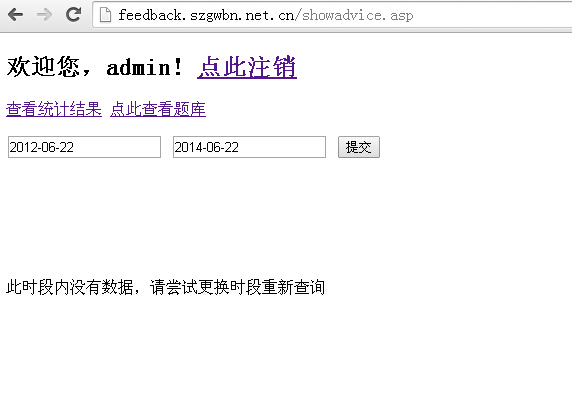 feedback.szgwbn.net.cn/showadvice.asp
欢迎您，admin! 点此注销
查看统计结果 点此查看题库
2012-06-22 2014-06-22 提交
此时段内没有数据，请尝试更换时段重新查询